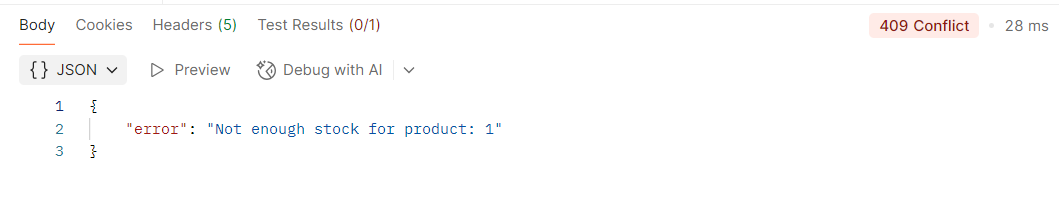 Body Cookies Headers (5) Test Results (0/1) 409 Conflict 28 ms
{} JSON Preview Debug with AI
1 {
2 "error": "Not enough stock for product: 1"
3 }